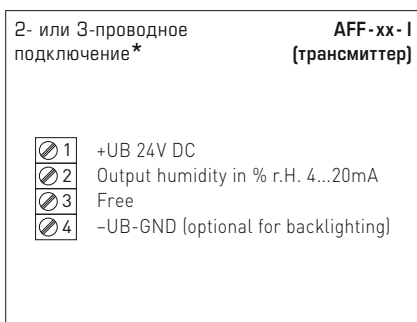 2- или 3-проводное
подключение*
AFF-xx-I
(трансмиттер)
1 +UB 24V DC
2 Output humidity in % r.H. 4...20mA
3 Free
4 –UB-GND (optional for backlighting)